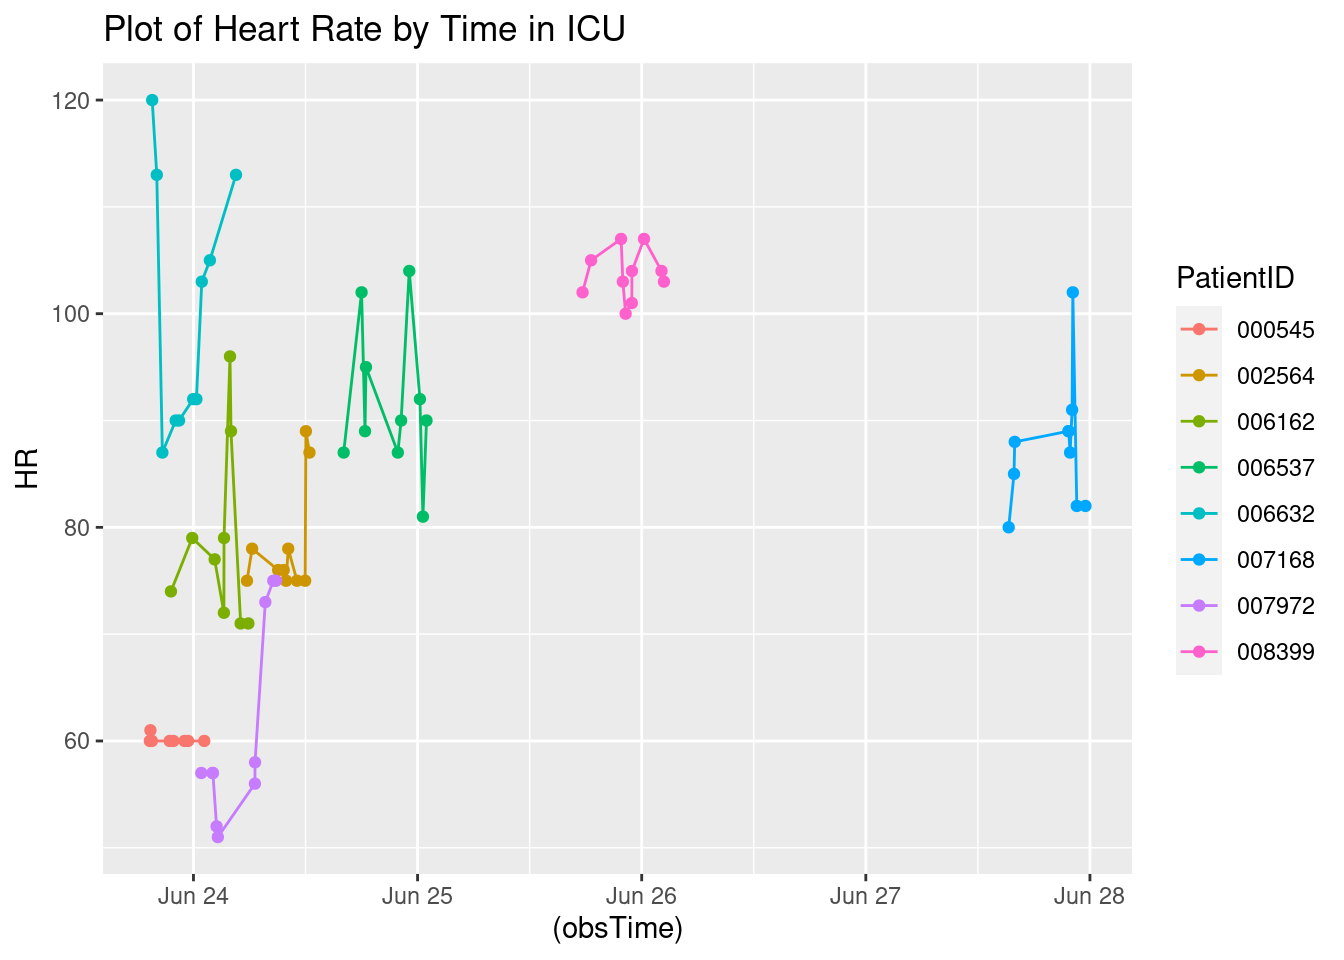 Plot of Heart Rate by Time in ICU
HR
120
100
80
60
Jun 24 Jun 25 Jun 26 Jun 27 Jun 28
(obsTime)
PatientID
000545
002564
006162
006537
006632
007168
007972
008399